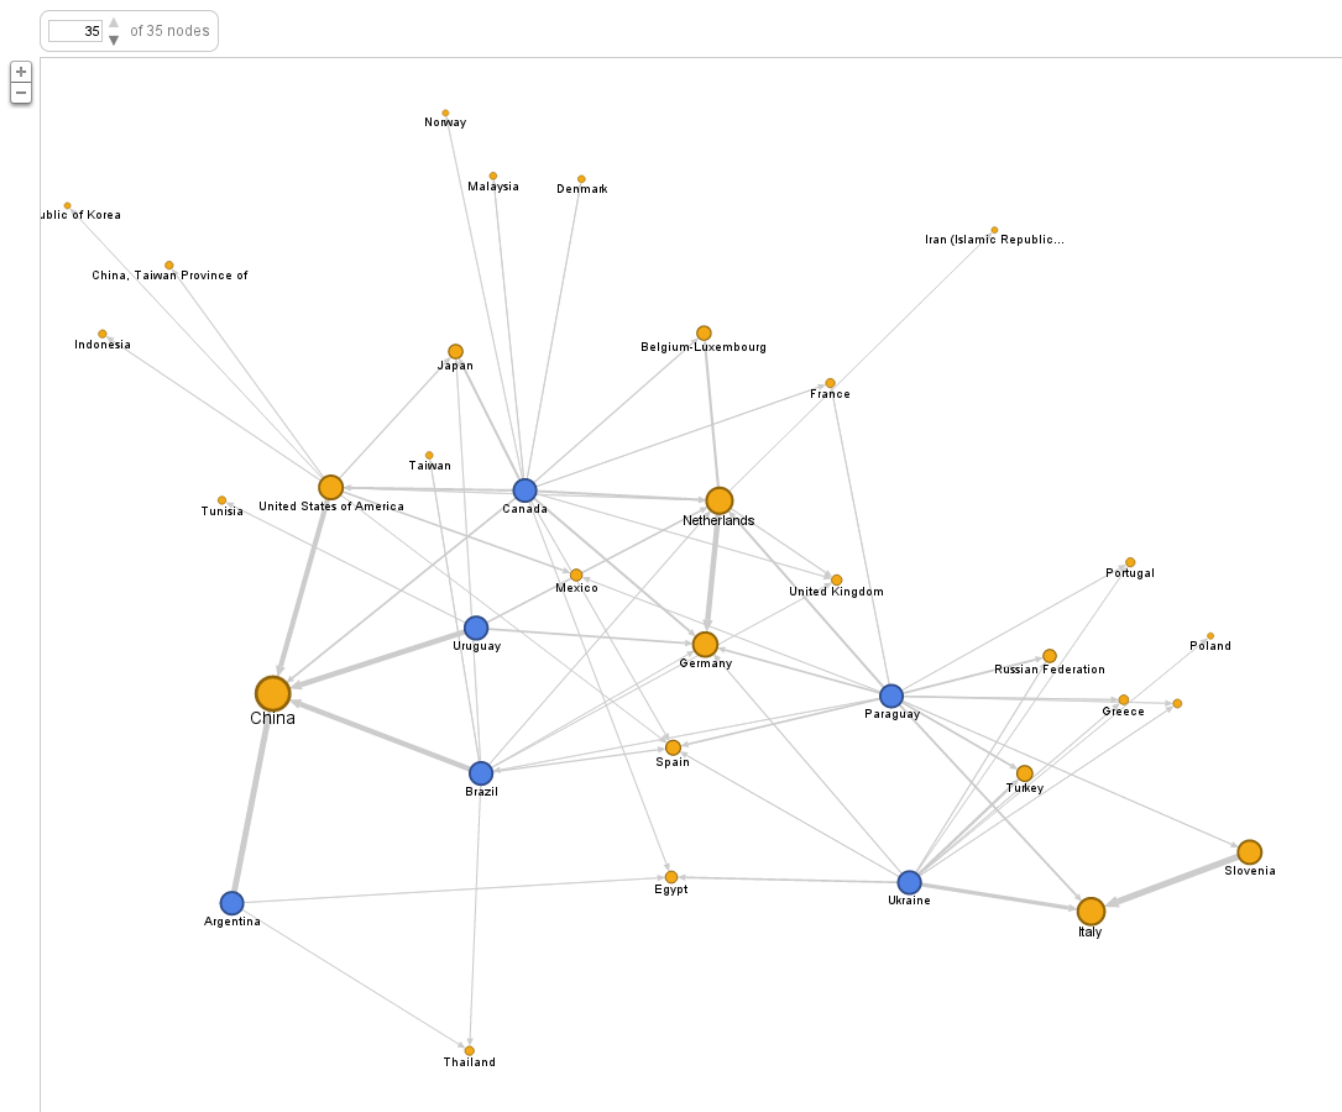 35 of 35 nodes
+
−
Norway
Malaysia
Denmark
ublic of Korea
Iran (Islamic Republic...
China, Taiwan Province of
Indonesia
Belgium-Luxembourg
Japan
France
Taiwan
United States of America
Tunisia
Canada
Netherlands
Portugal
Mexico
United Kingdom
Uruguay
Poland
Germany
Russian Federation
China
Paraguay
Greece
Spain
Brazil
Turkey
Slovenia
Egypt
Ukraine
Argentina
Italy
Thailand